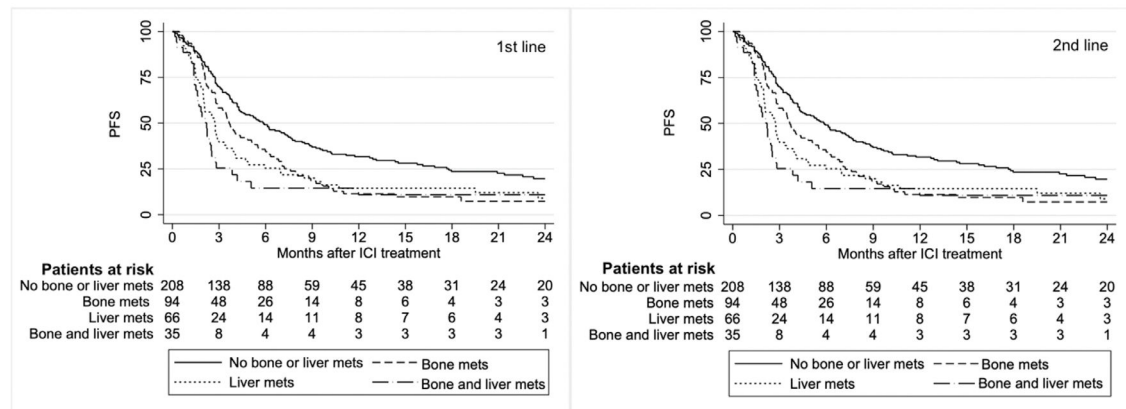 1st line
100
75
50
25
0
PFS
0 3 6 9 12 15 18 21 24
Months after ICI treatment
Patients at risk
No bone or liver mets 208 138 88 59 45 38 31 24 20
Bone mets 94 48 26 14 8 6 4 3 3
Liver mets 66 24 14 11 8 7 6 4 3
Bone and liver mets 35 8 4 4 3 3 3 3 1
No bone or liver mets Bone mets
Liver mets Bone and liver mets
2nd line
100
75
50
25
0
PFS
0 3 6 9 12 15 18 21 24
Months after ICI treatment
Patients at risk
No bone or liver mets 208 138 88 59 45 38 31 24 20
Bone mets 94 48 26 14 8 6 4 3 3
Liver mets 66 24 14 11 8 7 6 4 3
Bone and liver mets 35 8 4 4 3 3 3 3 1
No bone or liver mets Bone mets
Liver mets Bone and liver mets